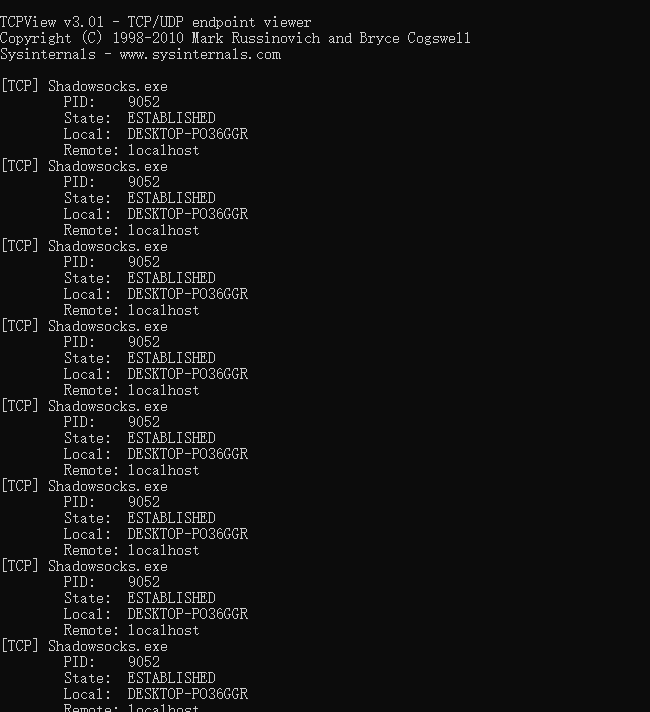 TCPView v3.01 - TCP/UDP endpoint viewer
Copyright (C) 1998-2010 Mark Russinovich and Bryce Cogswell
Sysinternals - www.sysinternals.com
[TCP] Shadowsocks.exe
PID: 9052
State: ESTABLISHED
Local: DESKTOP-PO36GGR
Remote: localhost
[TCP] Shadowsocks.exe
PID: 9052
State: ESTABLISHED
Local: DESKTOP-PO36GGR
Remote: localhost
[TCP] Shadowsocks.exe
PID: 9052
State: ESTABLISHED
Local: DESKTOP-PO36GGR
Remote: localhost
[TCP] Shadowsocks.exe
PID: 9052
State: ESTABLISHED
Local: DESKTOP-PO36GGR
Remote: localhost
[TCP] Shadowsocks.exe
PID: 9052
State: ESTABLISHED
Local: DESKTOP-PO36GGR
Remote: localhost
[TCP] Shadowsocks.exe
PID: 9052
State: ESTABLISHED
Local: DESKTOP-PO36GGR
Remote: localhost
[TCP] Shadowsocks.exe
PID: 9052
State: ESTABLISHED
Local: DESKTOP-PO36GGR
Remote: localhost
[TCP] Shadowsocks.exe
PID: 9052
State: ESTABLISHED
Local: DESKTOP-PO36GGR
Remote: localhost